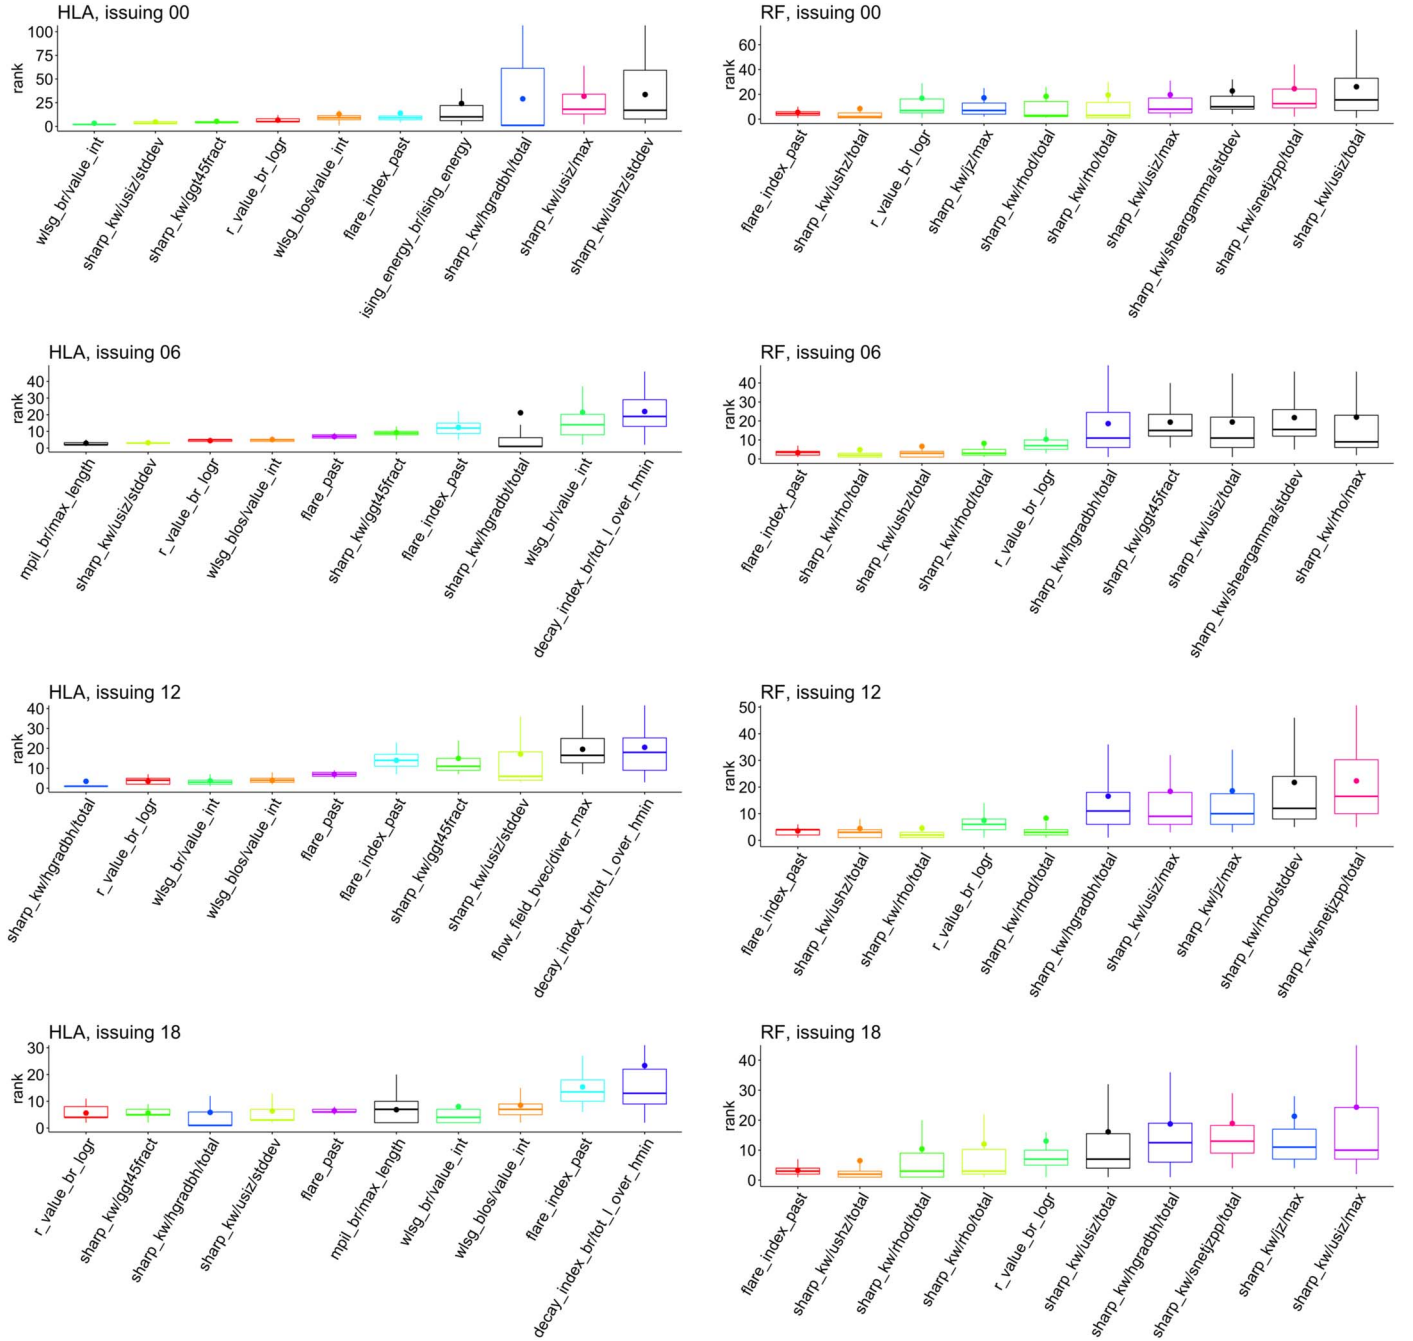 HLA, issuing 00
rank
100
75
50
25
0
wlsg_br/value_int
sharp_kw/usiz/stddev
sharp_kw/ggt45fract
r_value_br_logr
wlsg_blos/value_int
flare_index_past
ising_energy_br/ising_energy
sharp_kw/hgradbh/total
sharp_kw/usiz/max
sharp_kw/ushz/stddev
RF, issuing 00
rank
60
40
20
0
flare_index_past
sharp_kw/ushz/total
r_value_br_logr
sharp_kw/jz/max
sharp_kw/rhod/total
sharp_kw/rho/total
sharp_kw/usiz/max
sharp_kw/sheargamma/stddev
sharp_kw/snetjzpp/total
sharp_kw/usiz/total
HLA, issuing 06
rank
40
30
20
10
0
mpil_br/max_length
sharp_kw/usiz/stddev
r_value_br_logr
wlsg_blos/value_int
flare_past
sharp_kw/ggt45fract
flare_index_past
sharp_kw/hgradbt/total
wlsg_br/value_int
decay_index_br/tot_l_over_hmin
RF, issuing 06
rank
40
30
20
10
0
flare_index_past
sharp_kw/rho/total
sharp_kw/ushz/total
sharp_kw/rhod/total
r_value_br_logr
sharp_kw/hgradbh/total
sharp_kw/ggt45fract
sharp_kw/usiz/total
sharp_kw/sheargamma/stddev
sharp_kw/rho/max
HLA, issuing 12
rank
40
30
20
10
0
sharp_kw/hgradbh/total
r_value_br_logr
wlsg_br/value_int
wlsg_blos/value_int
flare_past
flare_index_past
sharp_kw/ggt45fract
sharp_kw/usiz/stddev
flow_field_bvec/diver_max
decay_index_br/tot_l_over_hmin
RF, issuing 12
rank
50
40
30
20
10
0
flare_index_past
sharp_kw/ushz/total
sharp_kw/rho/total
r_value_br_logr
sharp_kw/rhod/total
sharp_kw/hgradbh/total
sharp_kw/usiz/max
sharp_kw/jz/max
sharp_kw/rhod/stddev
sharp_kw/snetjzpp/total
HLA, issuing 18
rank
30
20
10
0
r_value_br_logr
sharp_kw/ggt45fract
sharp_kw/hgradbh/total
sharp_kw/usiz/stddev
flare_past
mpil_br/max_length
wlsg_br/value_int
wlsg_blos/value_int
flare_index_past
decay_index_br/tot_l_over_hmin
RF, issuing 18
rank
40
30
20
10
0
flare_index_past
sharp_kw/ushz/total
sharp_kw/rhod/total
sharp_kw/rho/total
r_value_br_logr
sharp_kw/usiz/total
sharp_kw/hgradbh/total
sharp_kw/snetjzpp/total
sharp_kw/jz/max
sharp_kw/usiz/max